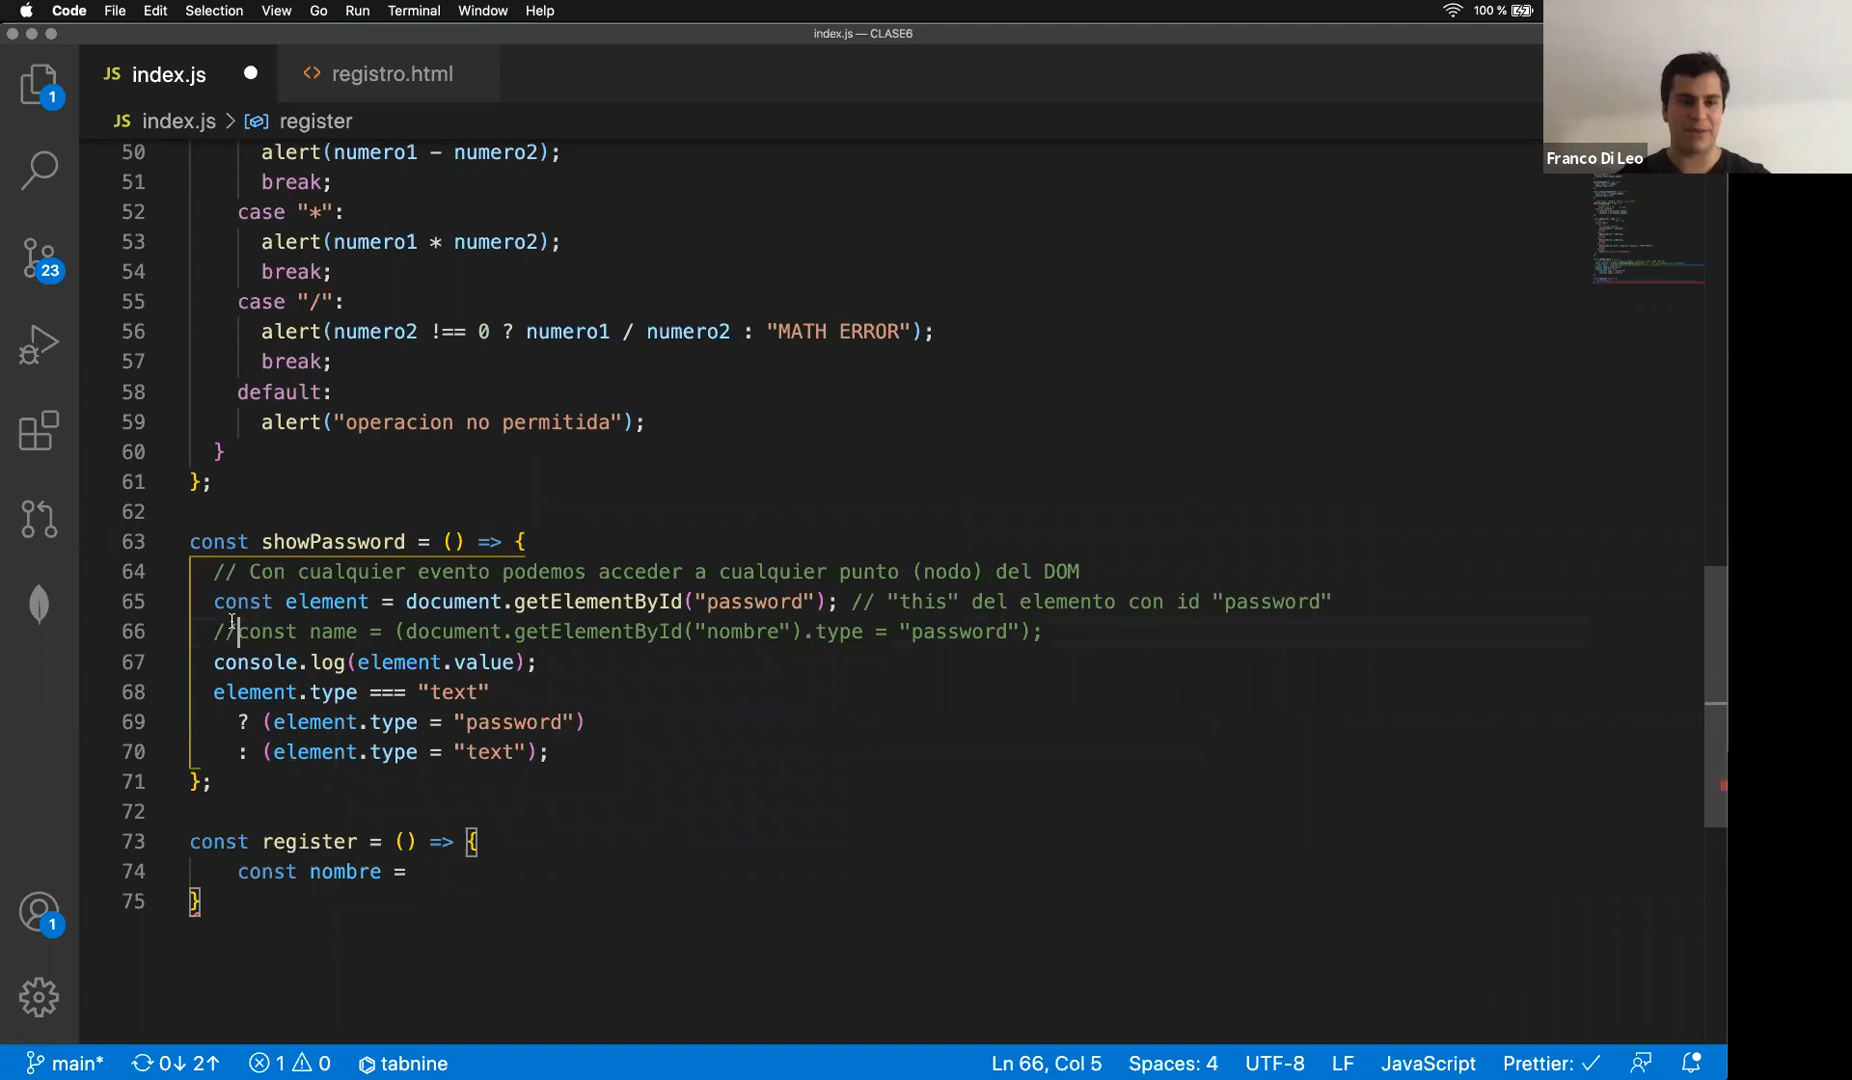 Code File Edit Selection View Go Run Terminal Window Help 100 %
index.js — CLASE6
JS index.js <> registro.html
JS index.js > register
Franco Di Leo
50 alert(numero1 - numero2);
51 break;
52 case "*":
53 alert(numero1 * numero2);
54 break;
55 case "/":
56 alert(numero2 !== 0 ? numero1 / numero2 : "MATH ERROR");
57 break;
58 default:
59 alert("operacion no permitida");
60 }
61 };
62
63 const showPassword = () => {
64 // Con cualquier evento podemos acceder a cualquier punto (nodo) del DOM
65 const element = document.getElementById("password"); // "this" del elemento con id "password"
66 //const name = (document.getElementById("nombre").type = "password");
67 console.log(element.value);
68 element.type === "text"
69 ? (element.type = "password")
70 : (element.type = "text");
71 };
72
73 const register = () => {
74 const nombre =
75 }
1
23
1
main* 0↓ 2↑ 1 0 tabnine Ln 66, Col 5 Spaces: 4 UTF-8 LF JavaScript Prettier: ✓